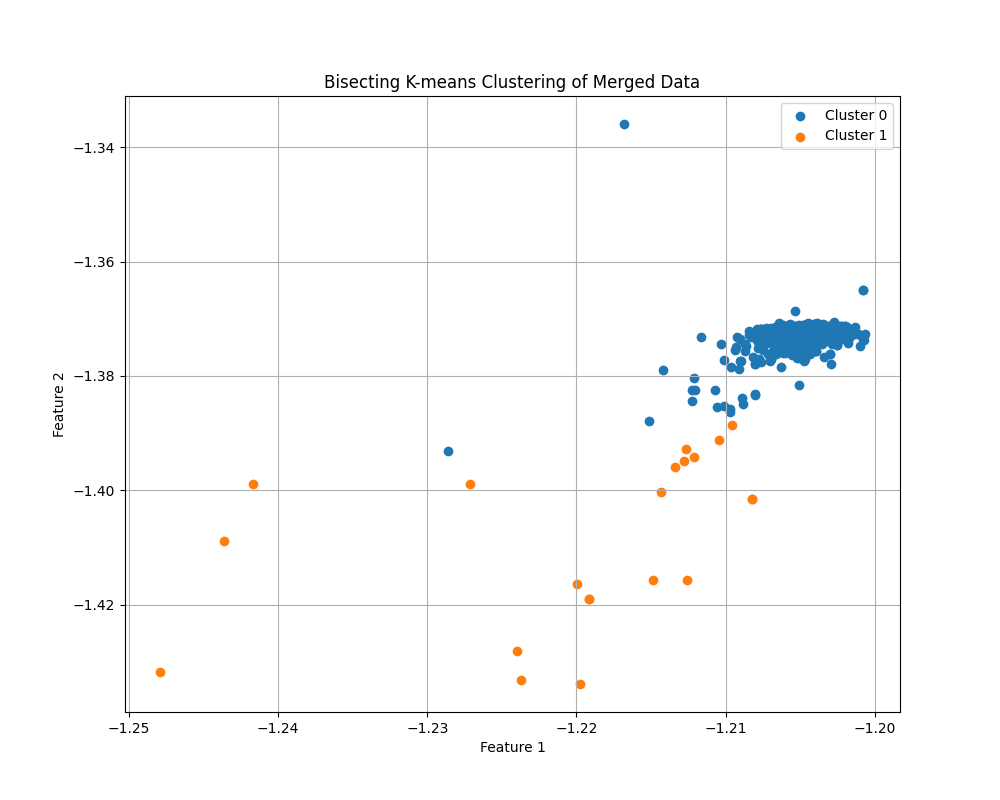 Bisecting K-means Clustering of Merged Data
Cluster 0
Cluster 1
−1.34
−1.36
−1.38
−1.40
−1.42
Feature 2
−1.25
−1.24
−1.23
−1.22
−1.21
−1.20
Feature 1